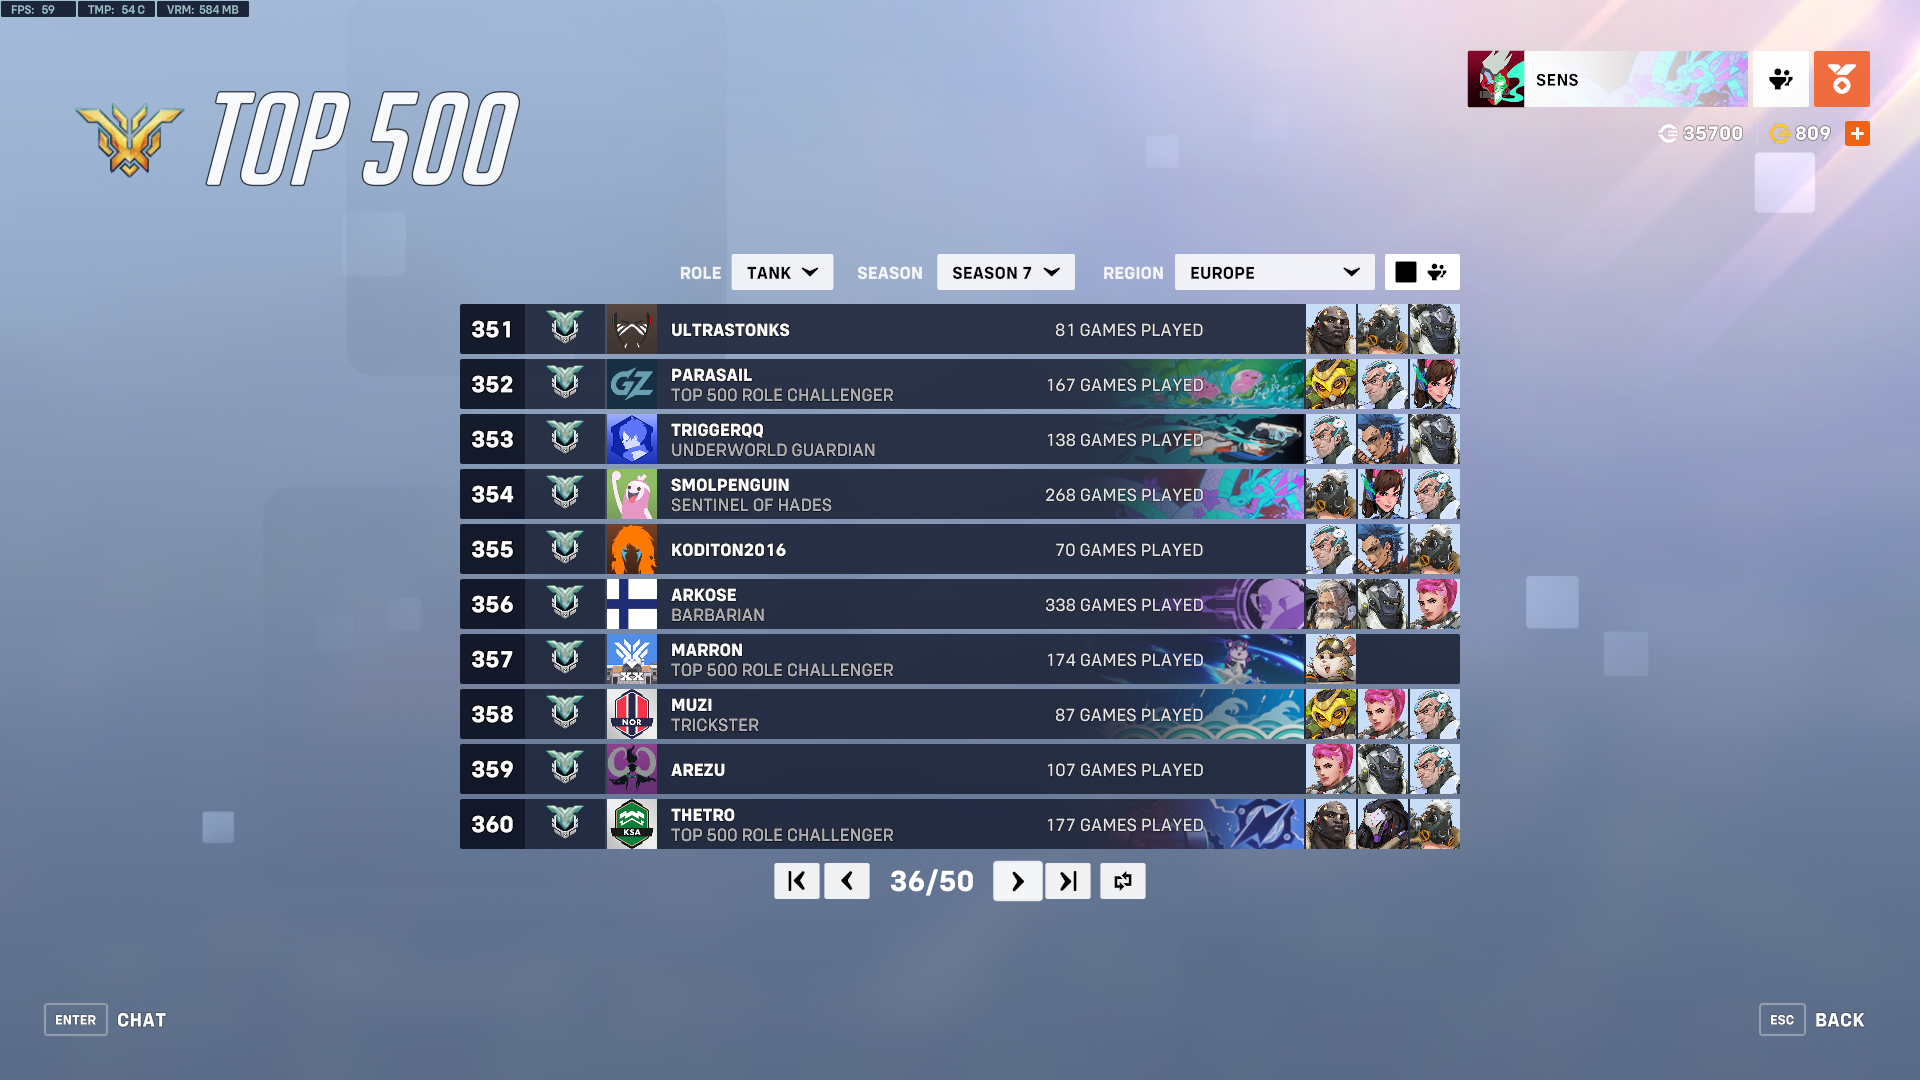 FPS: 59 TMP: 54 C VRM: 584 MB
TOP 500
SENS
35700 809
ROLE TANK SEASON SEASON 7 REGION EUROPE
351 ULTRASTONKS 81 GAMES PLAYED
352 GZ PARASAIL 167 GAMES PLAYED
TOP 500 ROLE CHALLENGER
353 TRIGGERQQ 138 GAMES PLAYED
UNDERWORLD GUARDIAN
354 SMOLPENGUIN 268 GAMES PLAYED
SENTINEL OF HADES
355 KODITON2016 70 GAMES PLAYED
356 ARKOSE 338 GAMES PLAYED
BARBARIAN
357 XX MARRON 174 GAMES PLAYED
TOP 500 ROLE CHALLENGER
358 NOR MUZI 87 GAMES PLAYED
TRICKSTER
359 AREZU 107 GAMES PLAYED
360 KSA THETRO 177 GAMES PLAYED
TOP 500 ROLE CHALLENGER
36/50
ENTER CHAT
ESC BACK